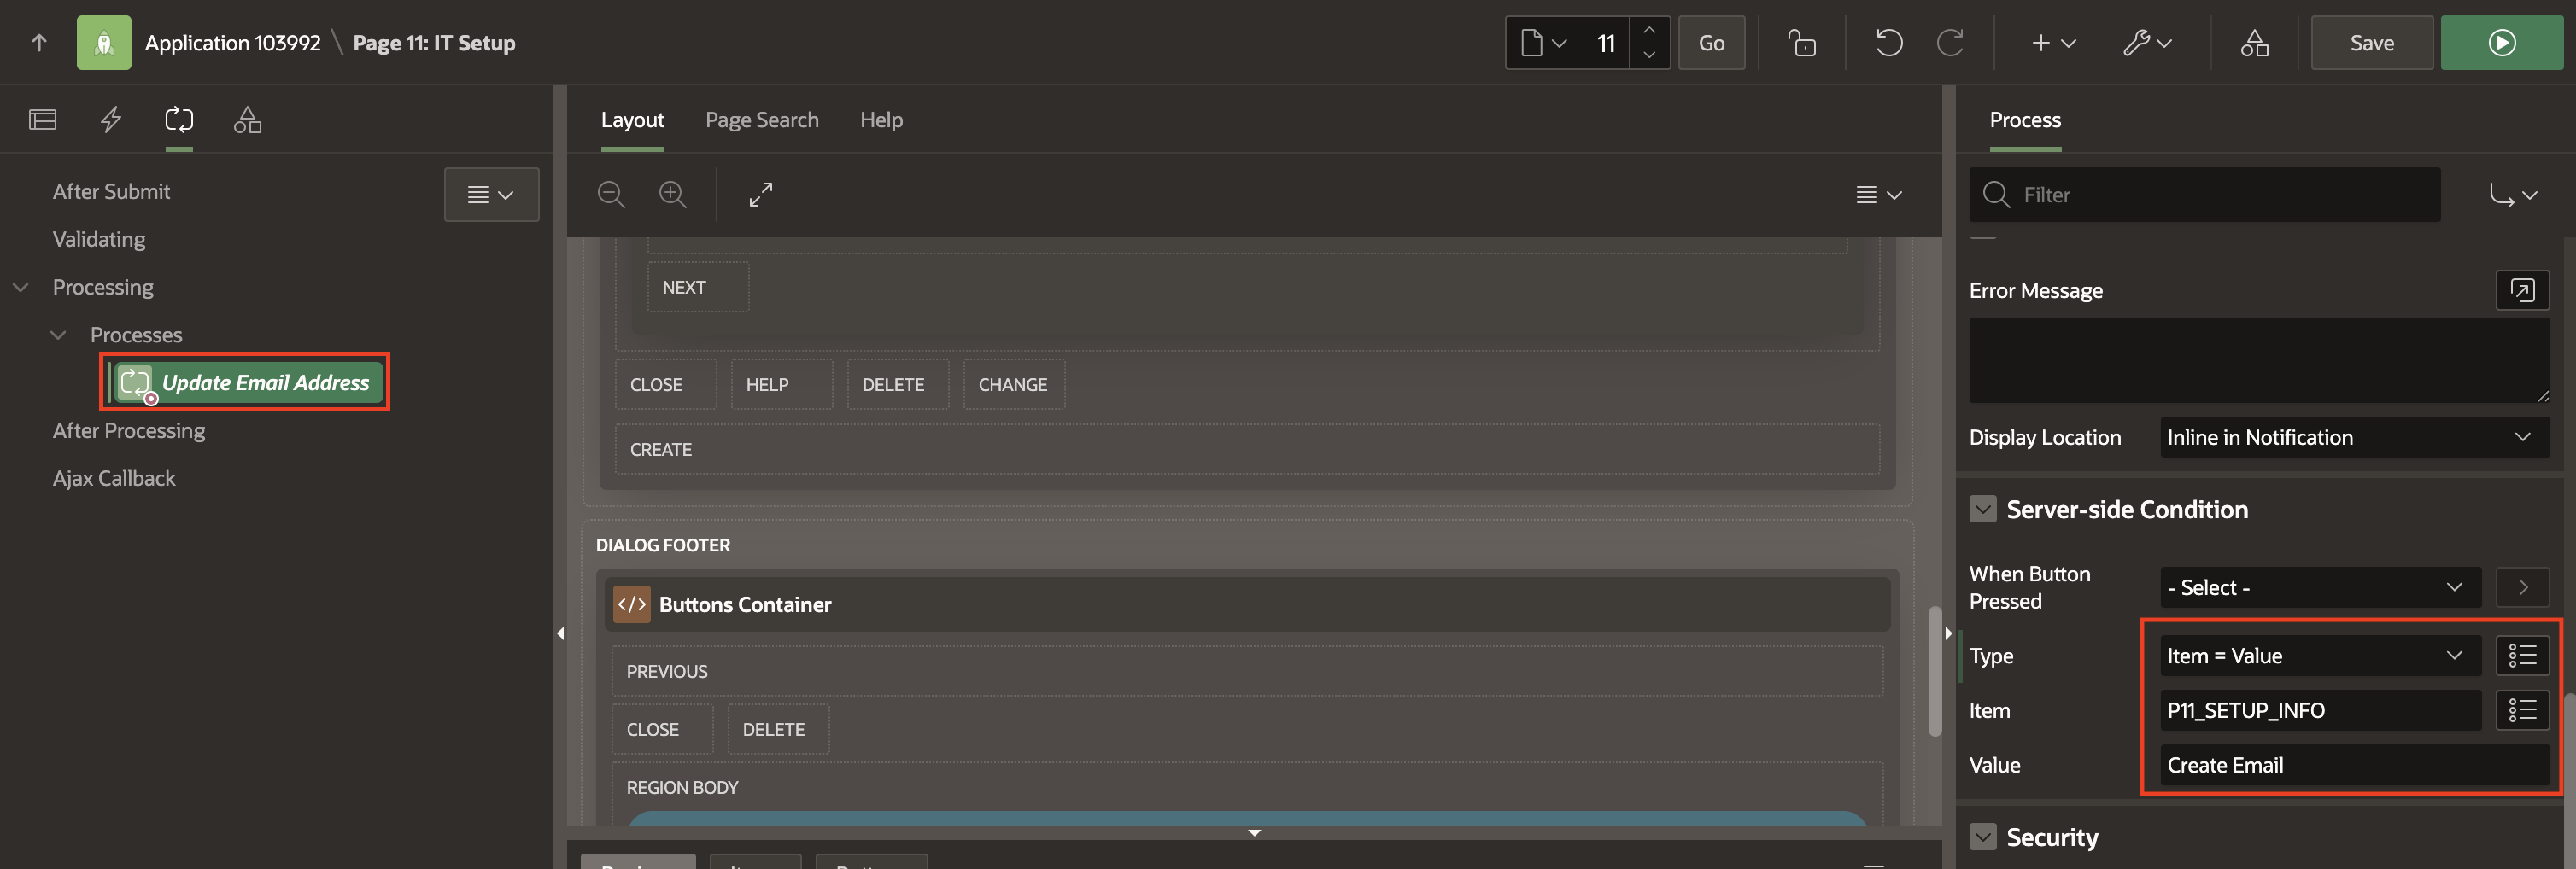 Application 103992 \ Page 11: IT Setup
11
Go
Save
After Submit
Validating
Processing
Processes
Update Email Address
After Processing
Ajax Callback
Layout
Page Search
Help
NEXT
CLOSE
HELP
DELETE
CHANGE
CREATE
DIALOG FOOTER
</> Buttons Container
PREVIOUS
CLOSE
DELETE
REGION BODY
Process
Filter
Error Message
Display Location
Inline in Notification
Server-side Condition
When Button
Pressed
- Select -
Type
Item = Value
Item
P11_SETUP_INFO
Value
Create Email
Security